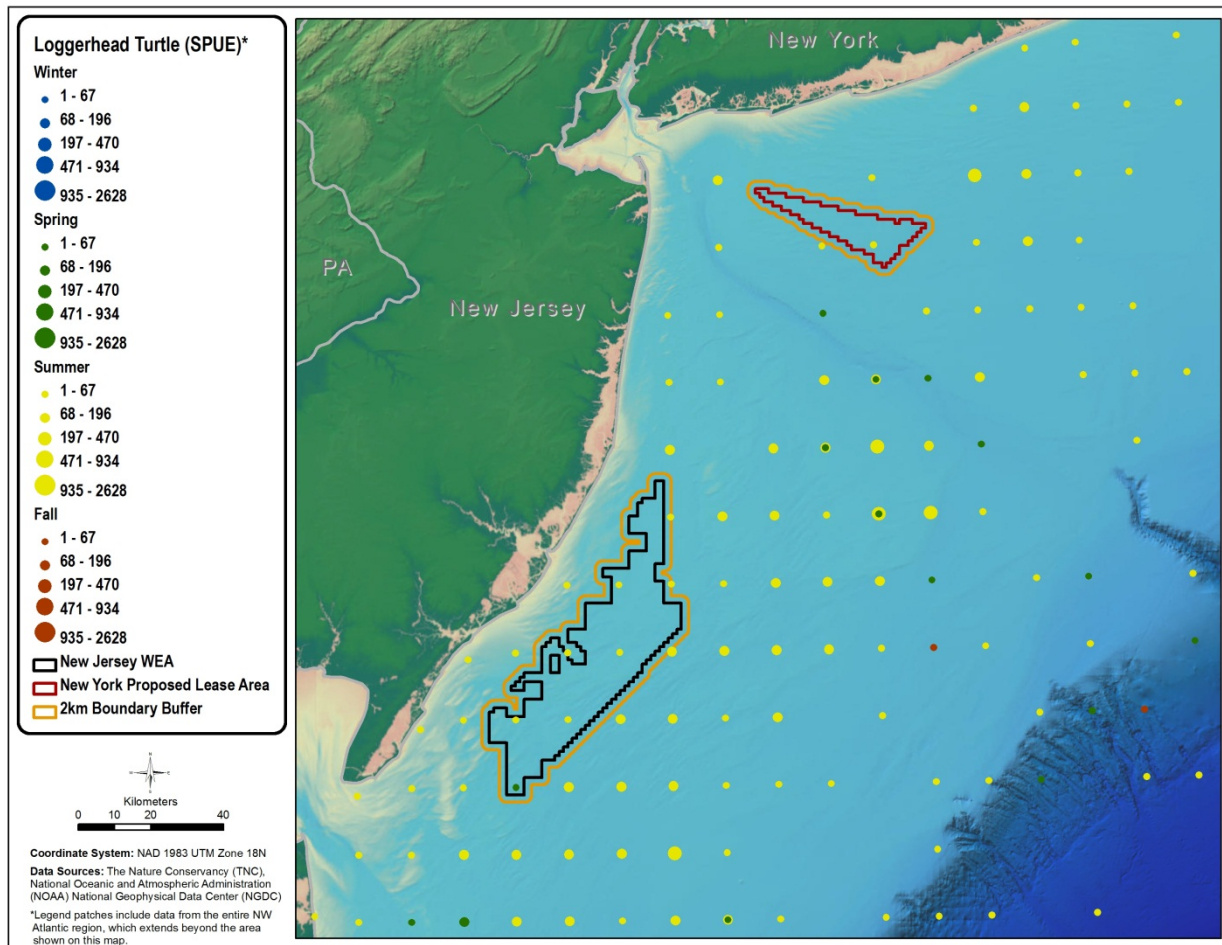 Loggerhead Turtle (SPUE)*
Winter
1 - 67
68 - 196
197 - 470
471 - 934
935 - 2628
Spring
1 - 67
68 - 196
197 - 470
471 - 934
935 - 2628
Summer
1 - 67
68 - 196
197 - 470
471 - 934
935 - 2628
Fall
1 - 67
68 - 196
197 - 470
471 - 934
935 - 2628
New Jersey WEA
New York Proposed Lease Area
2km Boundary Buffer
N
W
E
S
Kilometers
0 10 20 40
Coordinate System: NAD 1983 UTM Zone 18N
Data Sources: The Nature Conservancy (TNC),
National Oceanic and Atmospheric Administration
(NOAA) National Geophysical Data Center (NGDC)
*Legend patches include data from the entire NW
Atlantic region, which extends beyond the area
shown on this map.
New York
PA
New Jersey